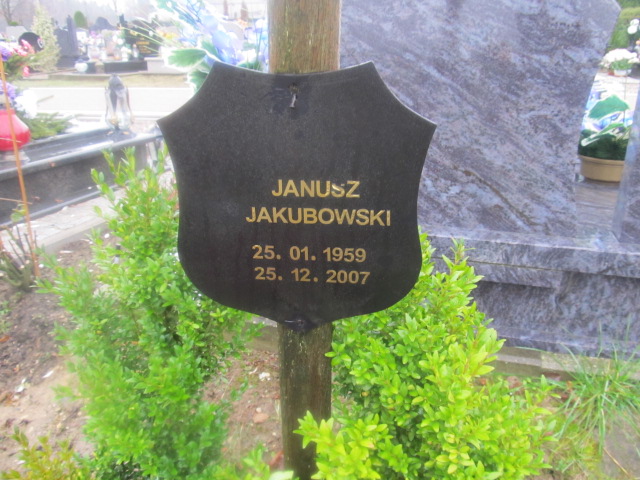 JANUSZ
JAKUBOWSKI
25. 01. 1959
25. 12. 2007